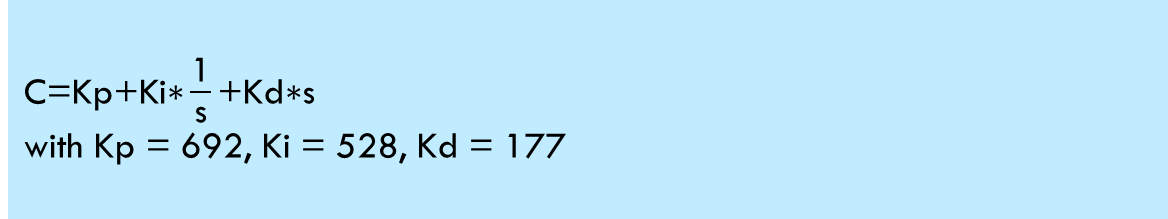 C=Kp+Ki*1/s+Kd*s
with Kp = 692, Ki = 528, Kd = 177